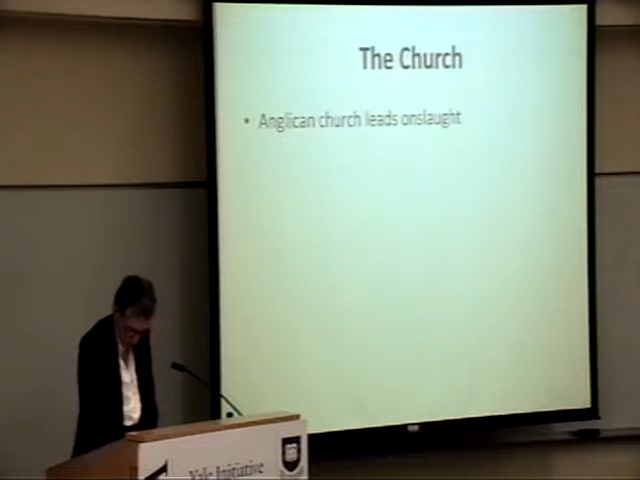 The Church
• Anglican church leads onslaught
Yale Initiative